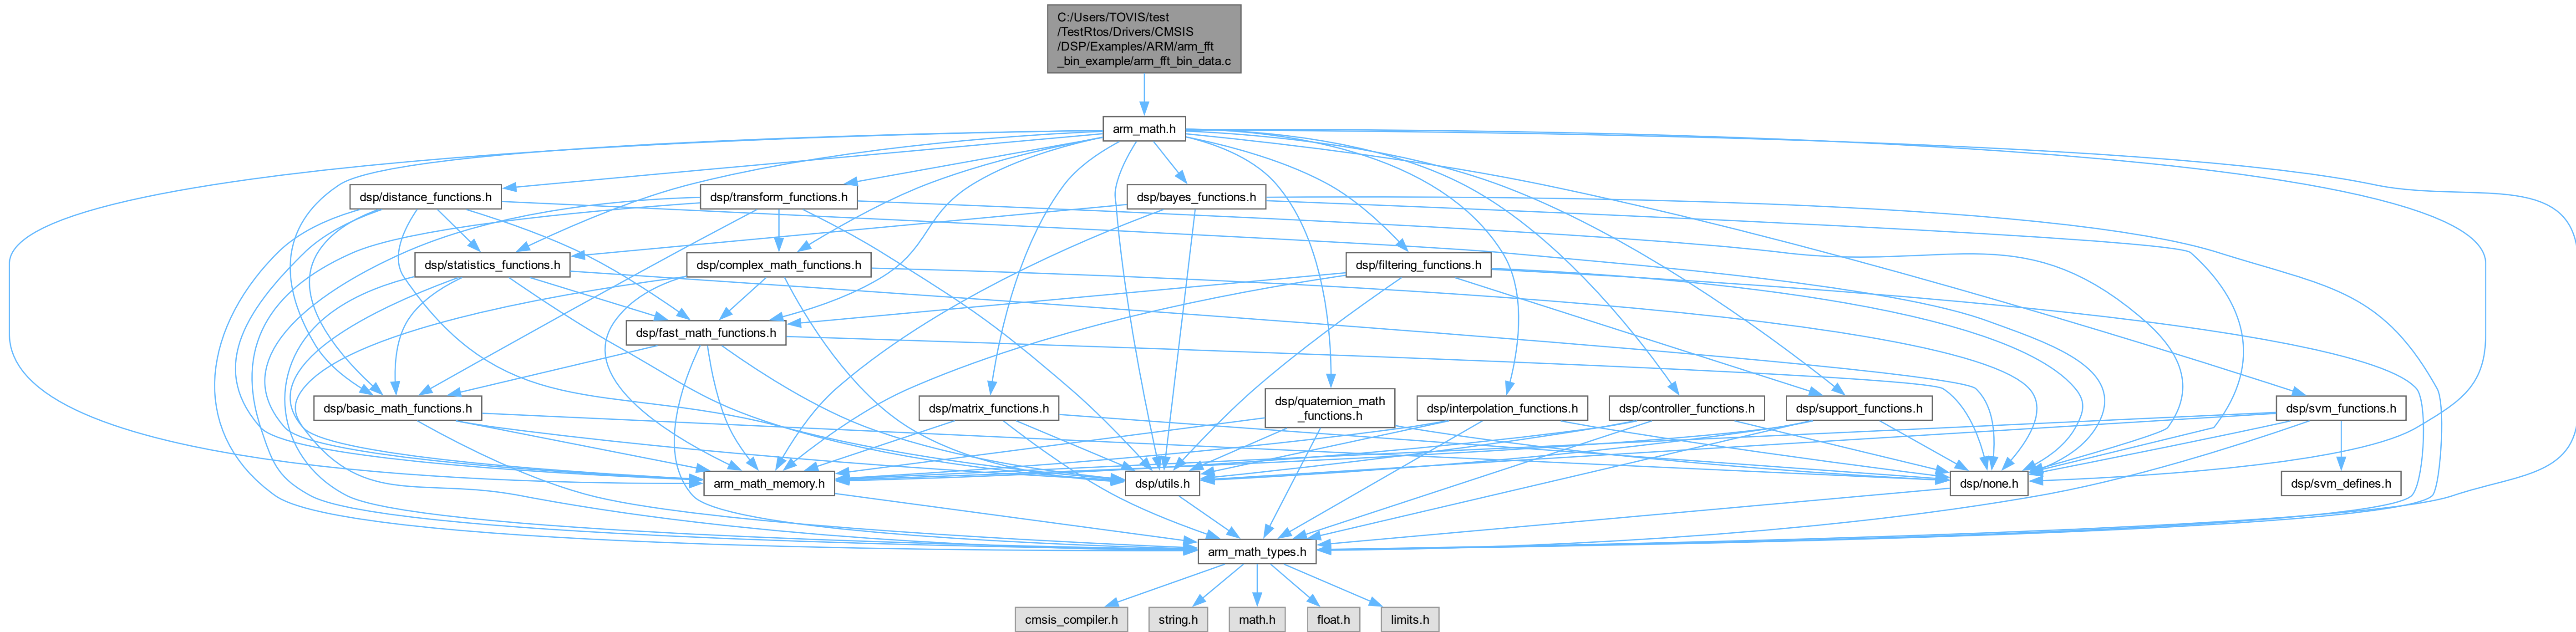 C:/Users/TOVIS/test
/TestRtos/Drivers/CMSIS
/DSP/Examples/ARM/arm_fft
_bin_example/arm_fft_bin_data.c
arm_math.h
dsp/distance_functions.h
dsp/transform_functions.h
dsp/bayes_functions.h
dsp/statistics_functions.h
dsp/complex_math_functions.h
dsp/filtering_functions.h
dsp/fast_math_functions.h
dsp/basic_math_functions.h
dsp/matrix_functions.h
dsp/quaternion_math
_functions.h
dsp/interpolation_functions.h
dsp/controller_functions.h
dsp/support_functions.h
dsp/svm_functions.h
arm_math_memory.h
dsp/utils.h
dsp/none.h
dsp/svm_defines.h
arm_math_types.h
cmsis_compiler.h
string.h
math.h
float.h
limits.h